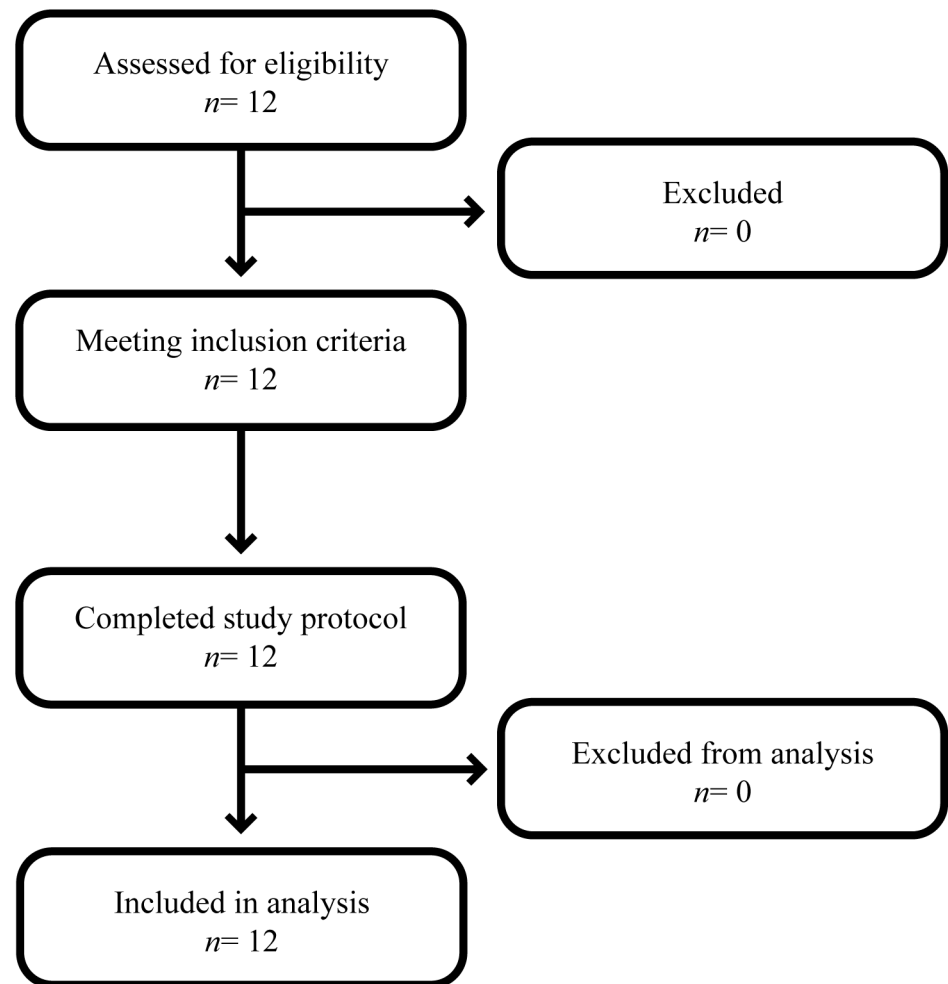 Assessed for eligibility
n= 12
Excluded
n= 0
Meeting inclusion criteria
n= 12
Completed study protocol
n= 12
Excluded from analysis
n= 0
Included in analysis
n= 12